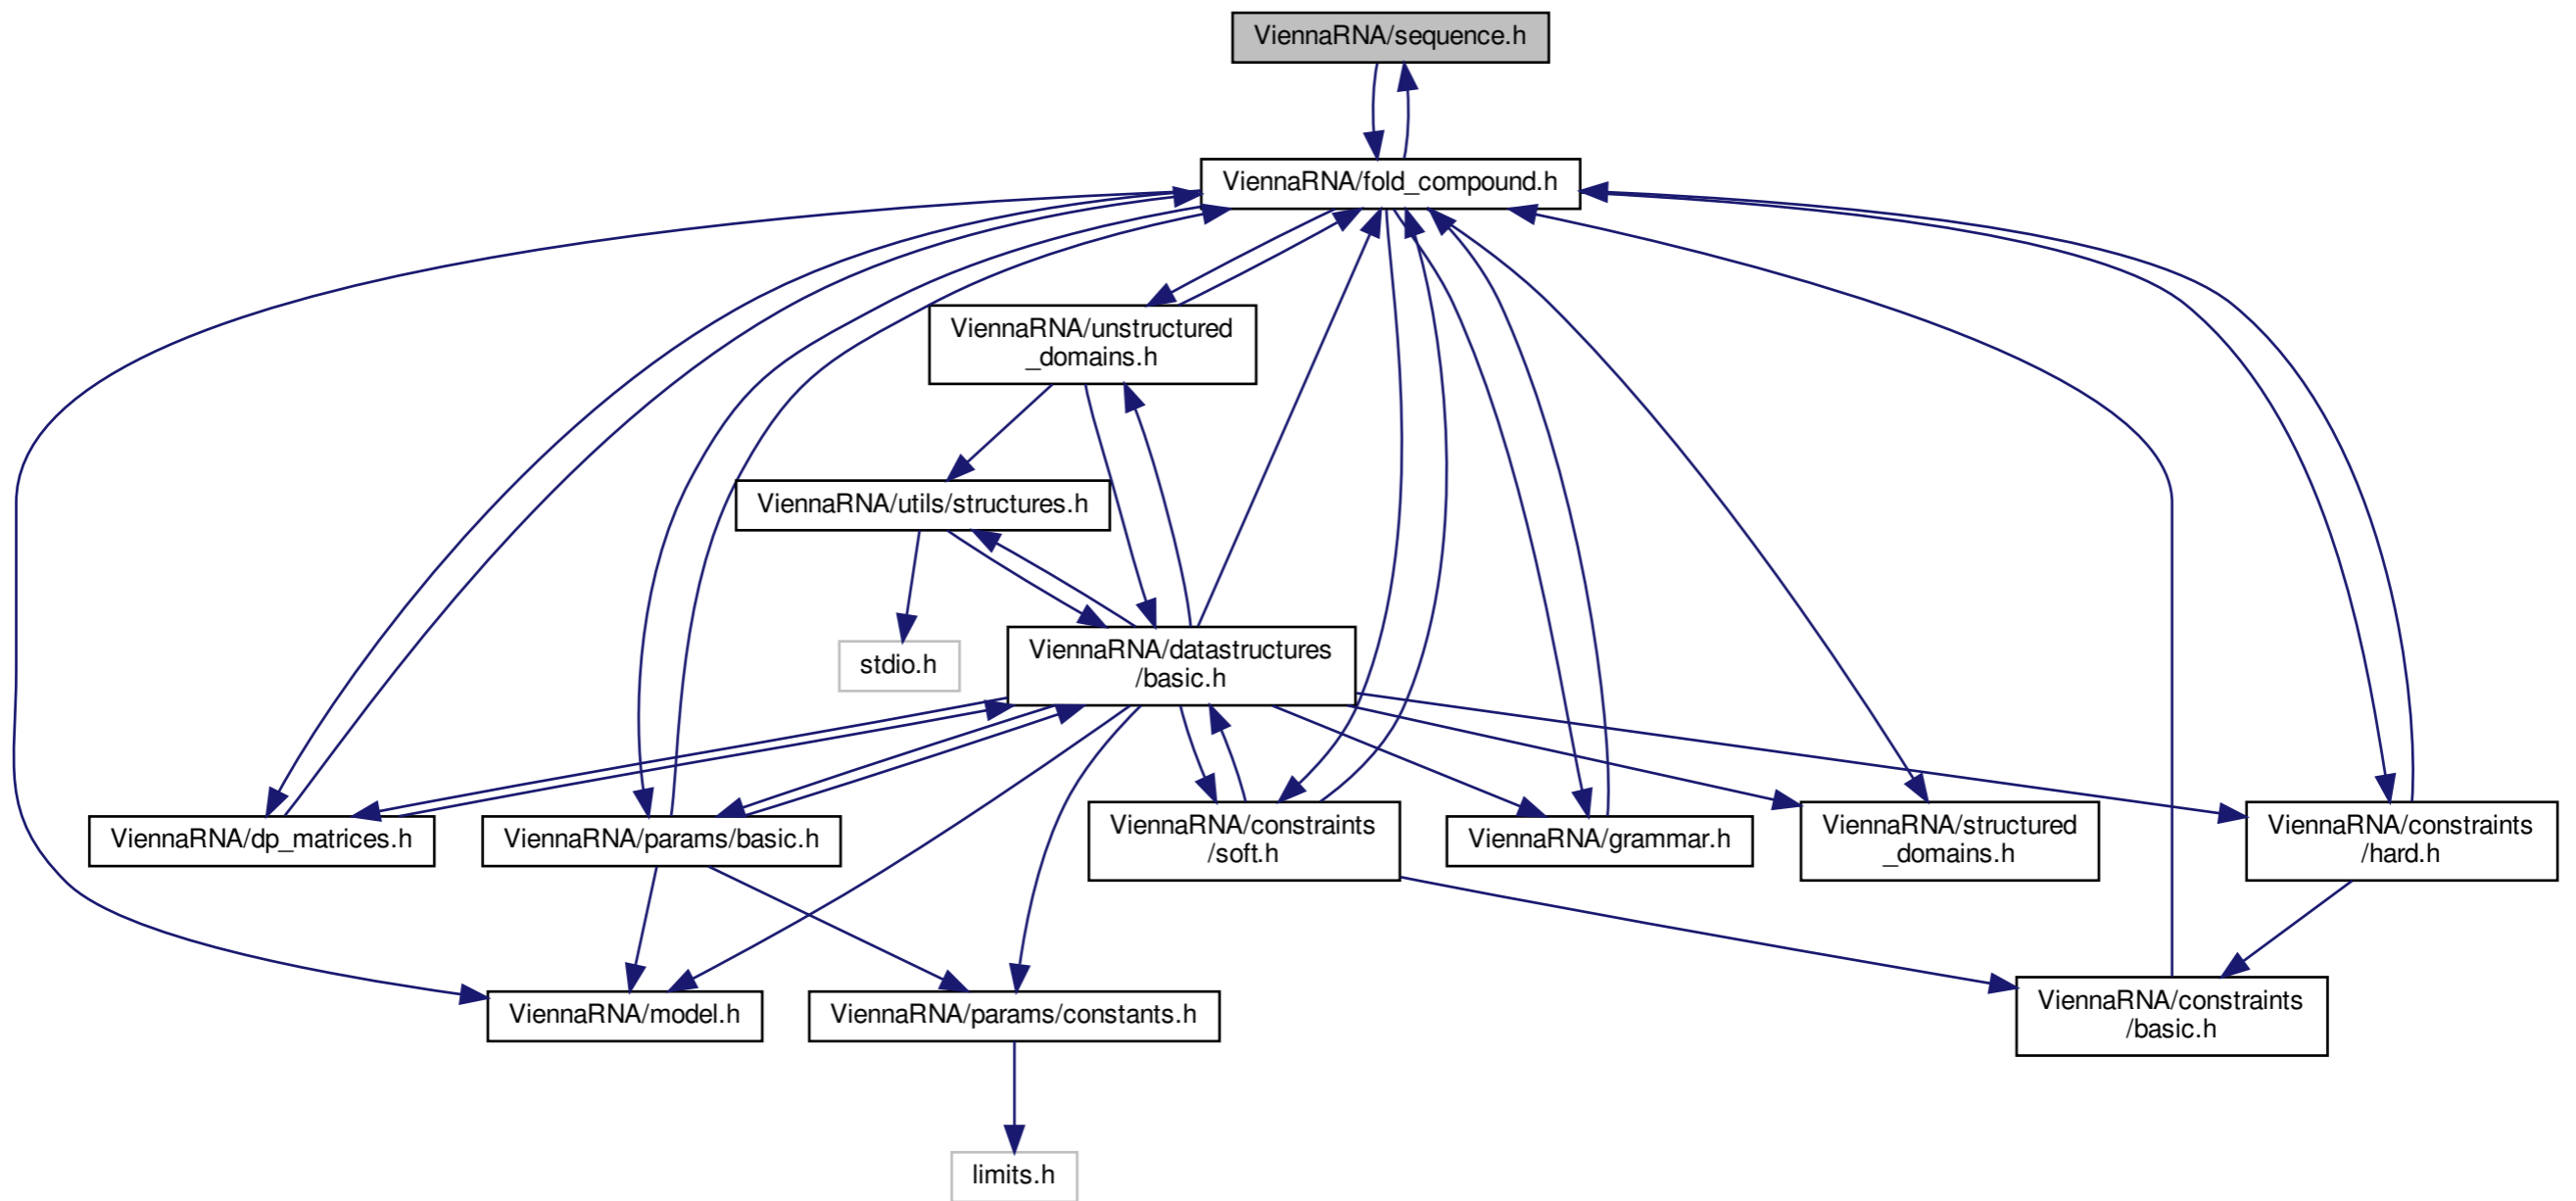 ViennaRNA/sequence.h
ViennaRNA/fold_compound.h
ViennaRNA/unstructured
_domains.h
ViennaRNA/utils/structures.h
stdio.h
ViennaRNA/datastructures
/basic.h
ViennaRNA/dp_matrices.h
ViennaRNA/params/basic.h
ViennaRNA/constraints
/soft.h
ViennaRNA/grammar.h
ViennaRNA/structured
_domains.h
ViennaRNA/constraints
/hard.h
ViennaRNA/model.h
ViennaRNA/params/constants.h
ViennaRNA/constraints
/basic.h
limits.h